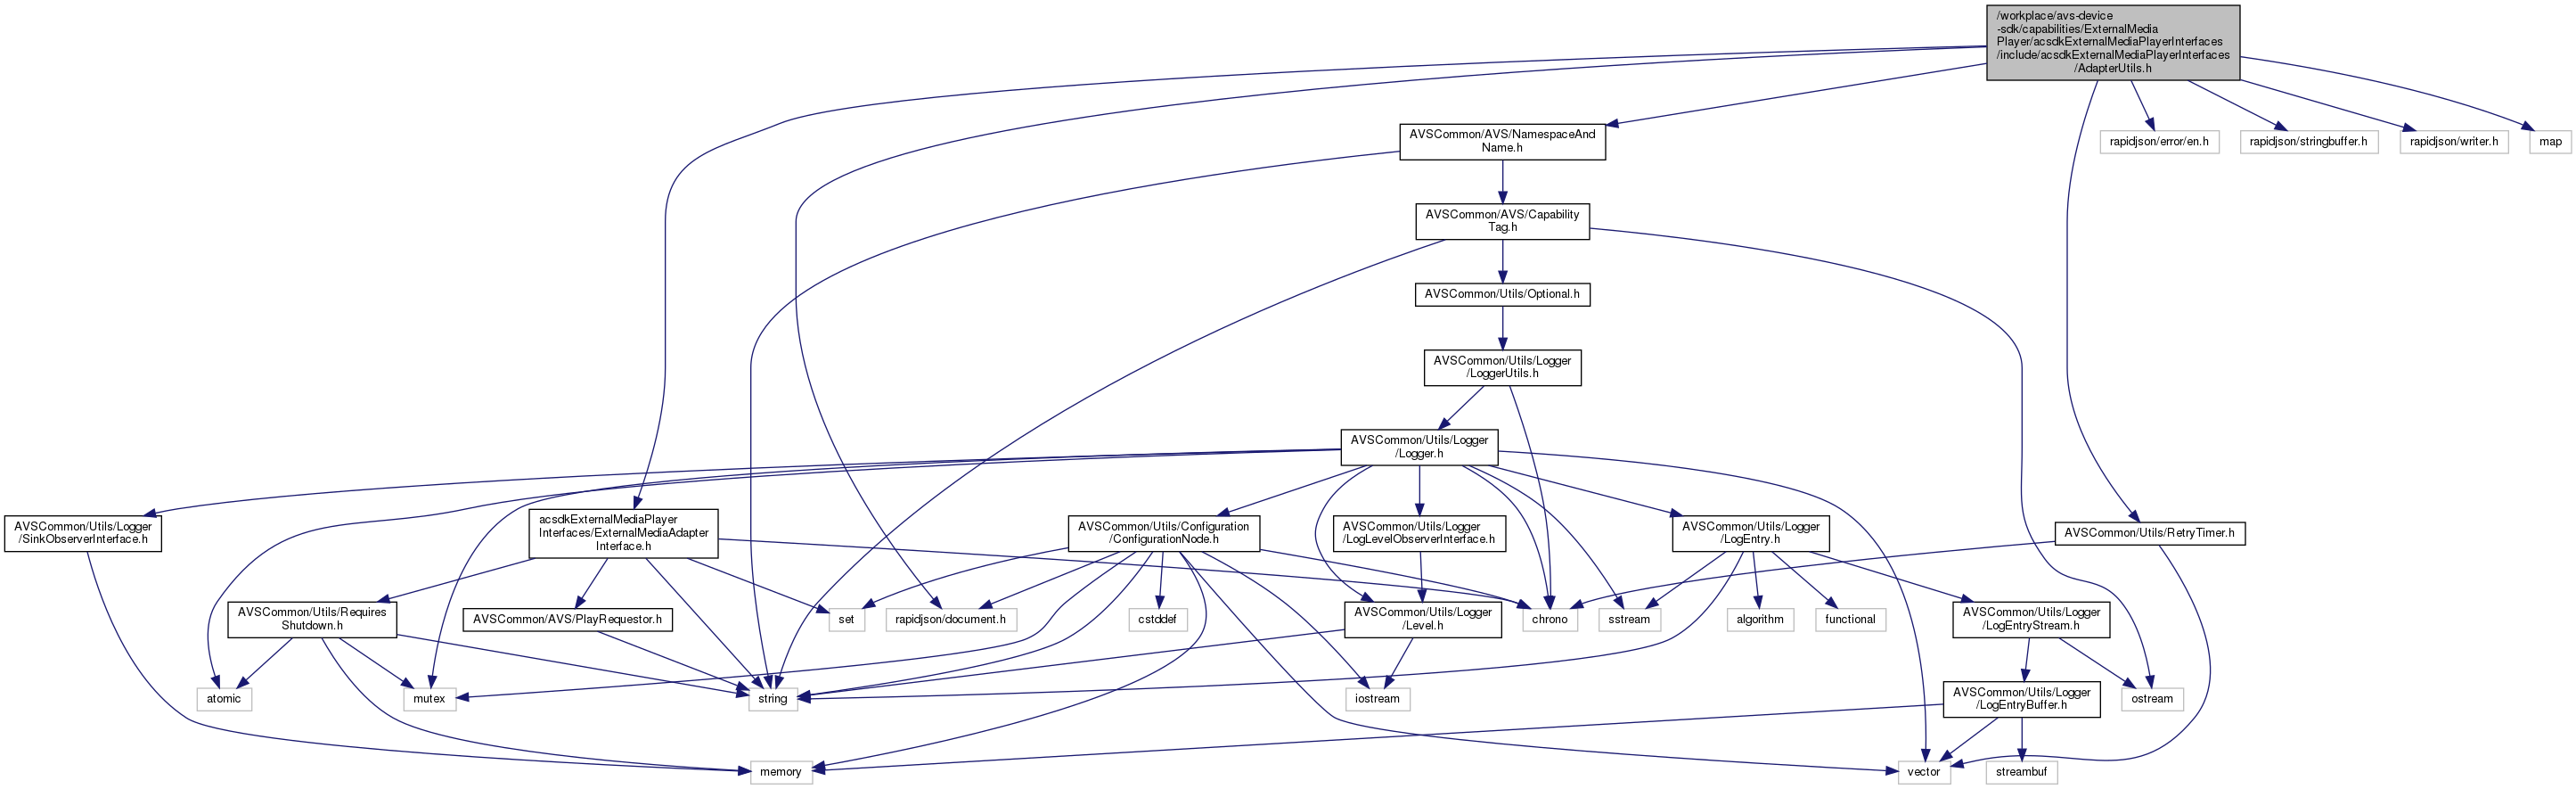 /workplace/avs-device
-sdk/capabilities/ExternalMedia
Player/acsdkExternalMediaPlayerInterfaces
/include/acsdkExternalMediaPlayerInterfaces
/AdapterUtils.h
AVSCommon/AVS/NamespaceAnd
Name.h
rapidjson/error/en.h
rapidjson/stringbuffer.h
rapidjson/writer.h
map
AVSCommon/AVS/Capability
Tag.h
AVSCommon/Utils/Optional.h
AVSCommon/Utils/Logger
/LoggerUtils.h
AVSCommon/Utils/Logger
/Logger.h
AVSCommon/Utils/Logger
/SinkObserverInterface.h
acsdkExternalMediaPlayer
Interfaces/ExternalMediaAdapter
Interface.h
AVSCommon/Utils/Configuration
/ConfigurationNode.h
AVSCommon/Utils/Logger
/LogLevelObserverInterface.h
AVSCommon/Utils/Logger
/LogEntry.h
AVSCommon/Utils/RetryTimer.h
AVSCommon/Utils/Requires
Shutdown.h
AVSCommon/AVS/PlayRequestor.h
set
rapidjson/document.h
cstddef
AVSCommon/Utils/Logger
/Level.h
chrono
sstream
algorithm
functional
AVSCommon/Utils/Logger
/LogEntryStream.h
atomic
mutex
string
iostream
AVSCommon/Utils/Logger
/LogEntryBuffer.h
ostream
memory
vector
streambuf